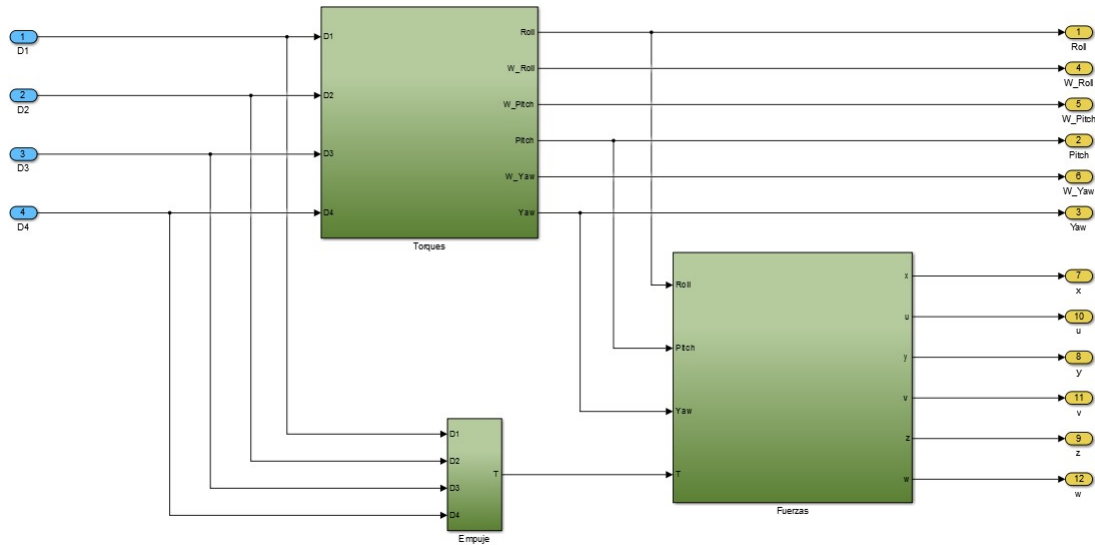 1
D1
2
D2
3
D3
4
D4
D1
D2
D3
D4
Roll
W_Roll
W_Pitch
Pitch
W_Yaw
Yaw
Torques
1
Roll
4
W_Roll
5
W_Pitch
2
Pitch
6
W_Yaw
3
Yaw
D1
D2
D3
D4
T
Empuje
Roll
Pitch
Yaw
T
x
u
y
v
z
w
Fuerzas
7
x
10
u
8
y
11
v
9
z
12
w